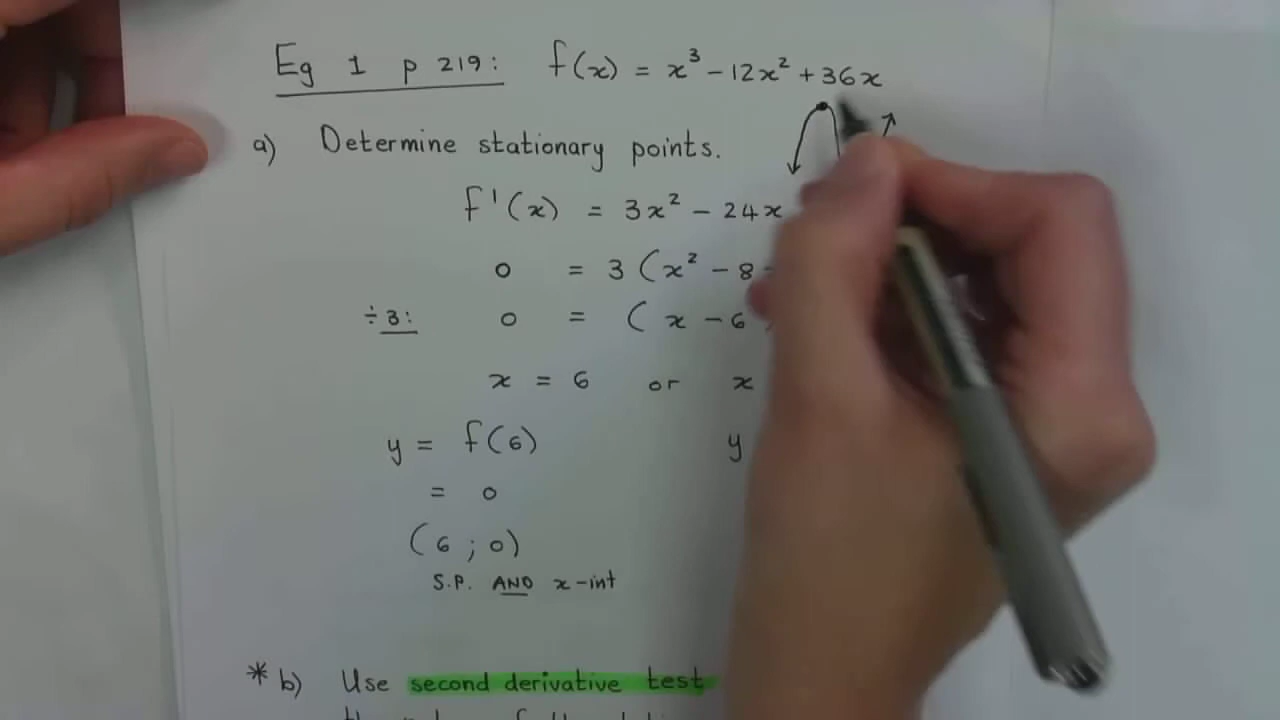 Eg 1 p 219: f(x) = x³ – 12x² + 36x
a) Determine stationary points.
f'(x) = 3x² – 24x
0 = 3(x² – 8
÷3: 0 = (x – 6
x = 6 or x
y = f(6) y
= 0
(6 ; 0)
S.P. AND x-int
* b) Use second derivative test